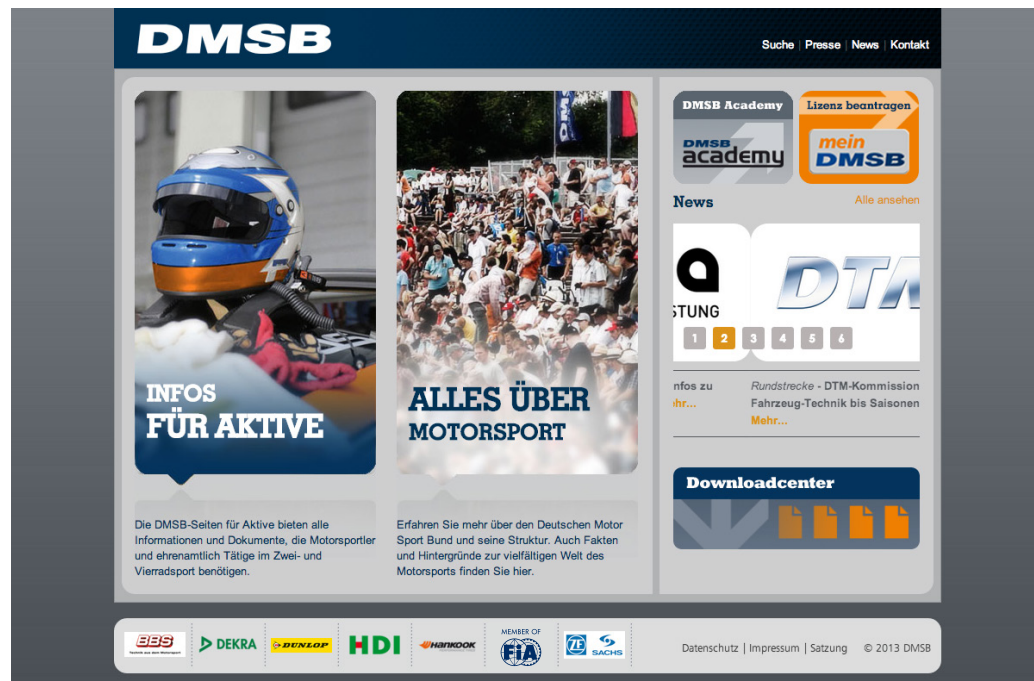 DMSB
Suche | Presse | News | Kontakt
INFOS
FÜR AKTIVE
Die DMSB-Seiten für Aktive bieten alle
Informationen und Dokumente, die Motorsportler
und ehrenamtlich Tätige im Zwei- und
Vierradsport benötigen.
ALLES ÜBER
MOTORSPORT
Erfahren Sie mehr über den Deutschen Motor
Sport Bund und seine Struktur. Auch Fakten
und Hintergründe zur vielfältigen Welt des
Motorsports finden Sie hier.
DMSB Academy
DMSB
academy
Lizenz beantragen
mein
DMSB
News
Alle ansehen
STUNG
DTM
1 2 3 4 5 6
nfos zu
ehr...
Rundstrecke - DTM-Kommission
Fahrzeug-Technik bis Saisonen
Mehr...
Downloadcenter
BBS
DEKRA
DUNLOP
HDI
HANKOOK
MEMBER OF
FIA
ZF
SACHS
Datenschutz | Impressum | Satzung © 2013 DMSB